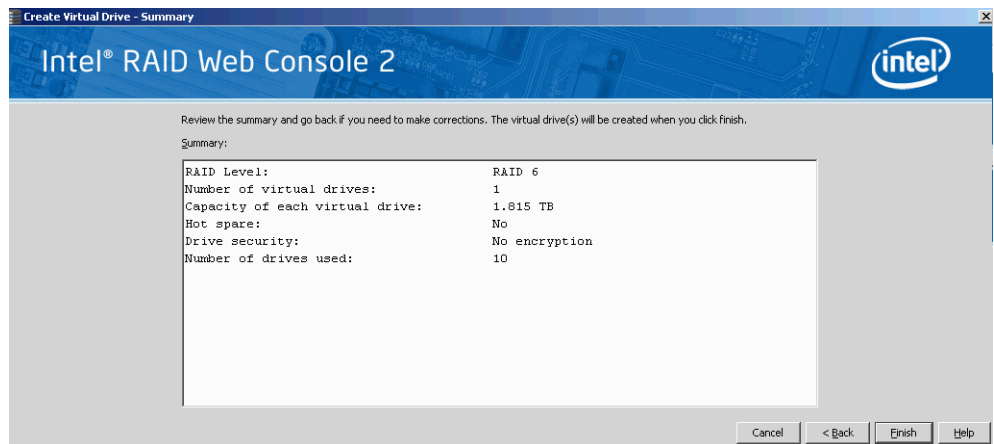 Create Virtual Drive - Summary
Intel® RAID Web Console 2
intel
Review the summary and go back if you need to make corrections. The virtual drive(s) will be created when you click finish.
Summary:
RAID Level: RAID 6
Number of virtual drives: 1
Capacity of each virtual drive: 1.815 TB
Hot spare: No
Drive security: No encryption
Number of drives used: 10
Cancel < Back Finish Help